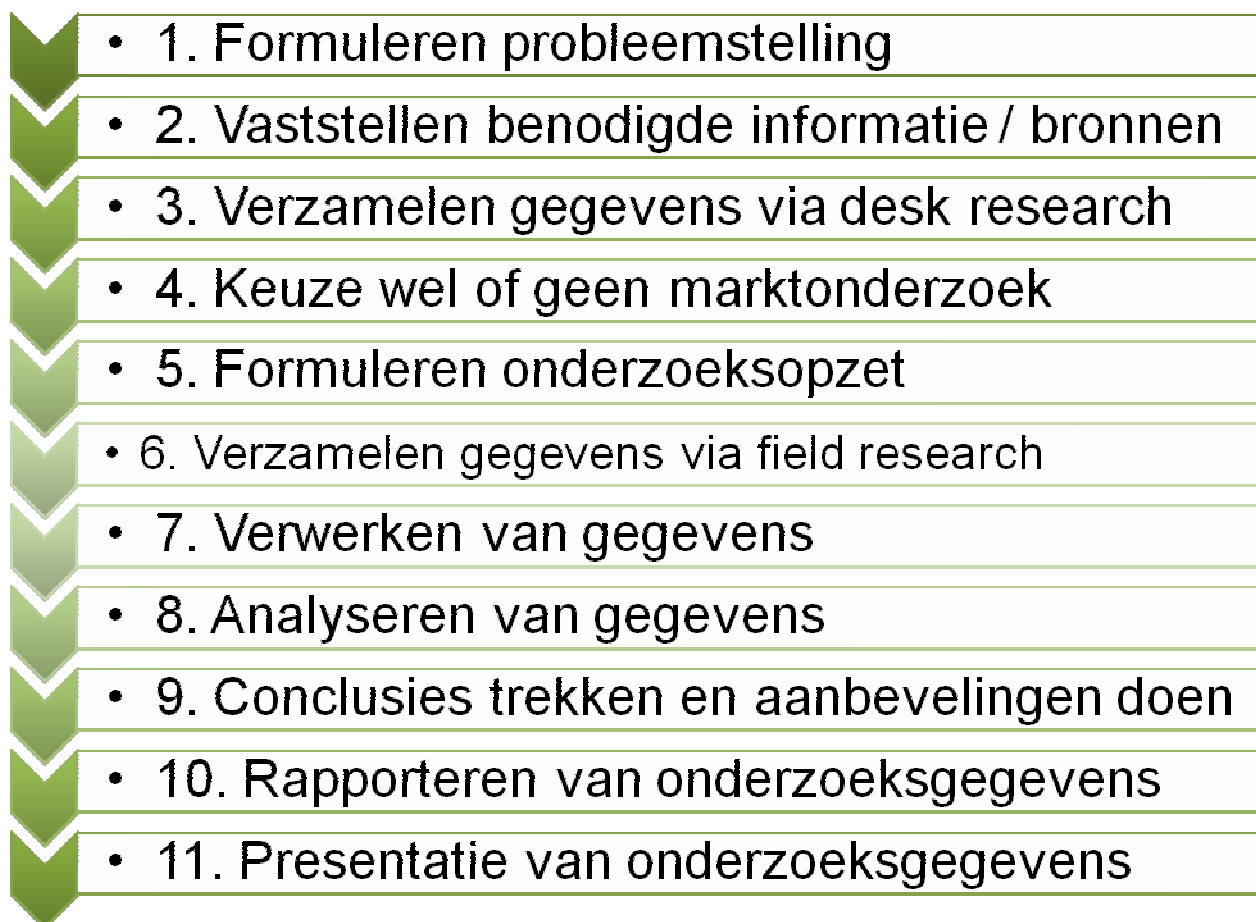 • 1. Formuleren probleemstelling
• 2. Vaststellen benodigde informatie / bronnen
• 3. Verzamelen gegevens via desk research
• 4. Keuze wel of geen marktonderzoek
• 5. Formuleren onderzoeksopzet
• 6. Verzamelen gegevens via field research
• 7. Verwerken van gegevens
• 8. Analyseren van gegevens
• 9. Conclusies trekken en aanbevelingen doen
• 10. Rapporteren van onderzoeksgegevens
• 11. Presentatie van onderzoeksgegevens